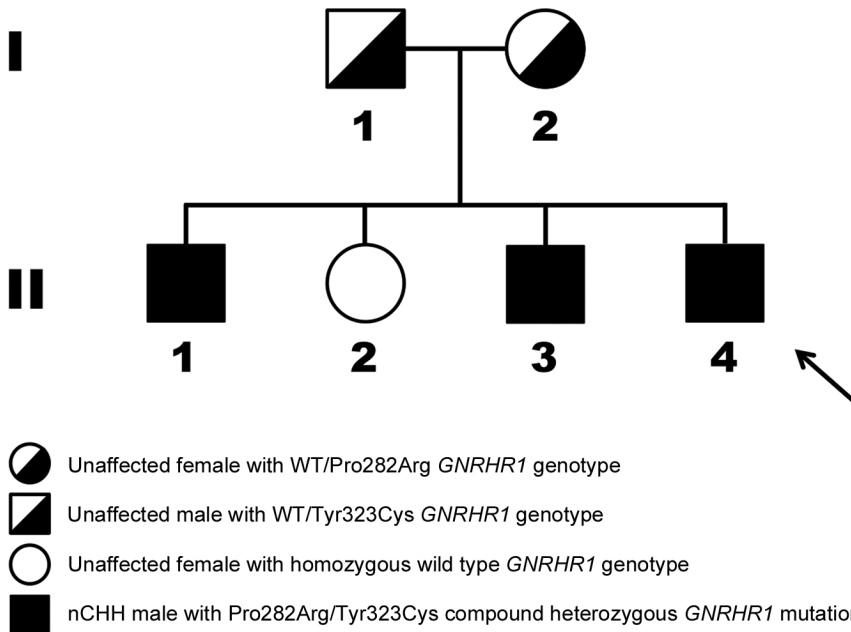 I
1 2
II
1 2 3 4
Unaffected female with WT/Pro282Arg GNRHR1 genotype
Unaffected male with WT/Tyr323Cys GNRHR1 genotype
Unaffected female with homozygous wild type GNRHR1 genotype
nCHH male with Pro282Arg/Tyr323Cys compound heterozygous GNRHR1 mutation